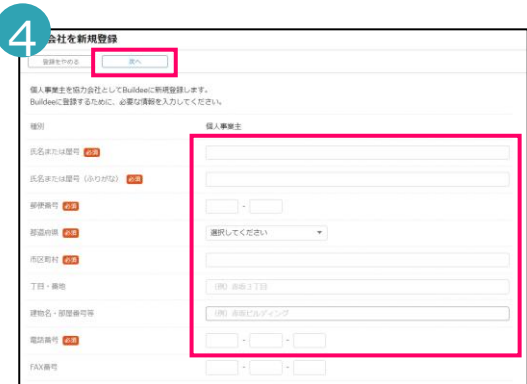 4
会社を新規登録
登録をやめる 次へ
個人事業主を協力会社としてBuildeeに新規登録します。
Buildeeに登録するために、必要な情報を入力してください。
種別 個人事業主
氏名または屋号 必須
氏名または屋号（ふりがな） 必須
郵便番号 必須 -
都道府県 必須 選択してください
市区町村 必須
丁目・番地 （例）赤坂３丁目
建物名・部屋番号等 （例）赤坂ビルディング
電話番号 必須 - -
FAX番号 - -